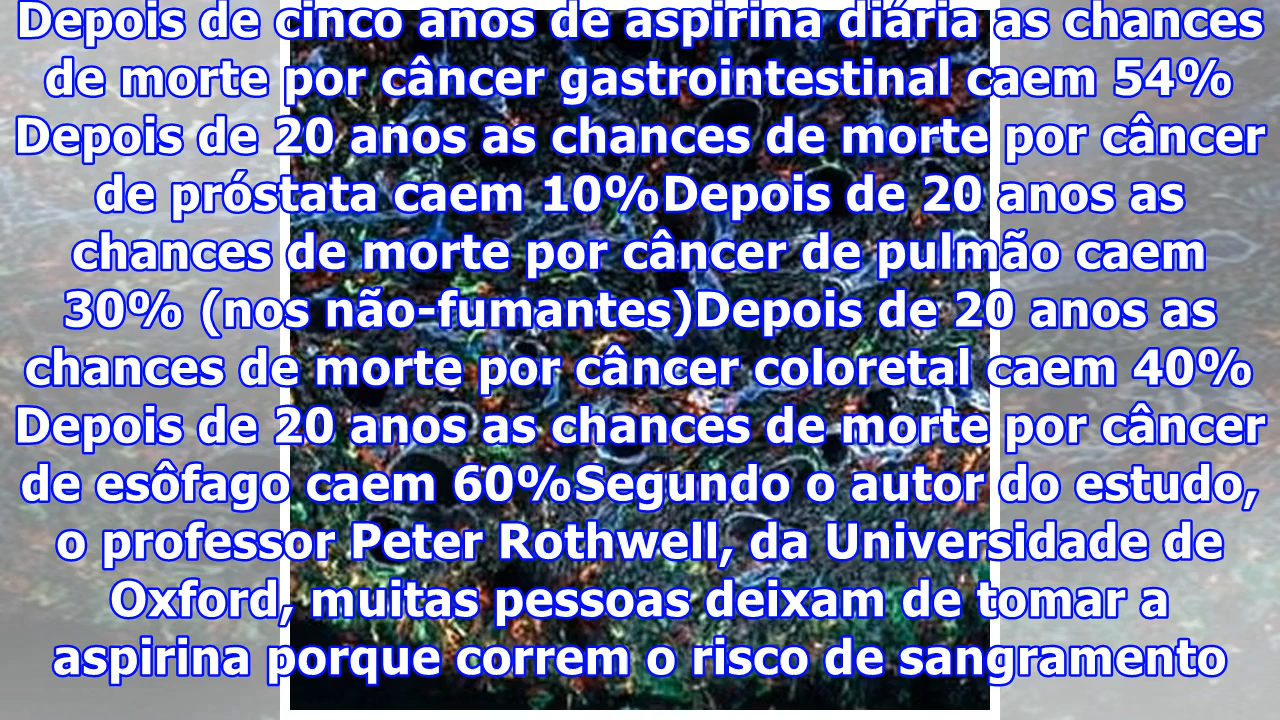 Depois de cinco anos de aspirina diária as chances
de morte por câncer gastrointestinal caem 54%
Depois de 20 anos as chances de morte por câncer
de próstata caem 10%Depois de 20 anos as
chances de morte por câncer de pulmão caem
30% (nos não-fumantes)Depois de 20 anos as
chances de morte por câncer coloretal caem 40%
Depois de 20 anos as chances de morte por câncer
de esôfago caem 60%Segundo o autor do estudo,
o professor Peter Rothwell, da Universidade de
Oxford, muitas pessoas deixam de tomar a
aspirina porque correm o risco de sangramento